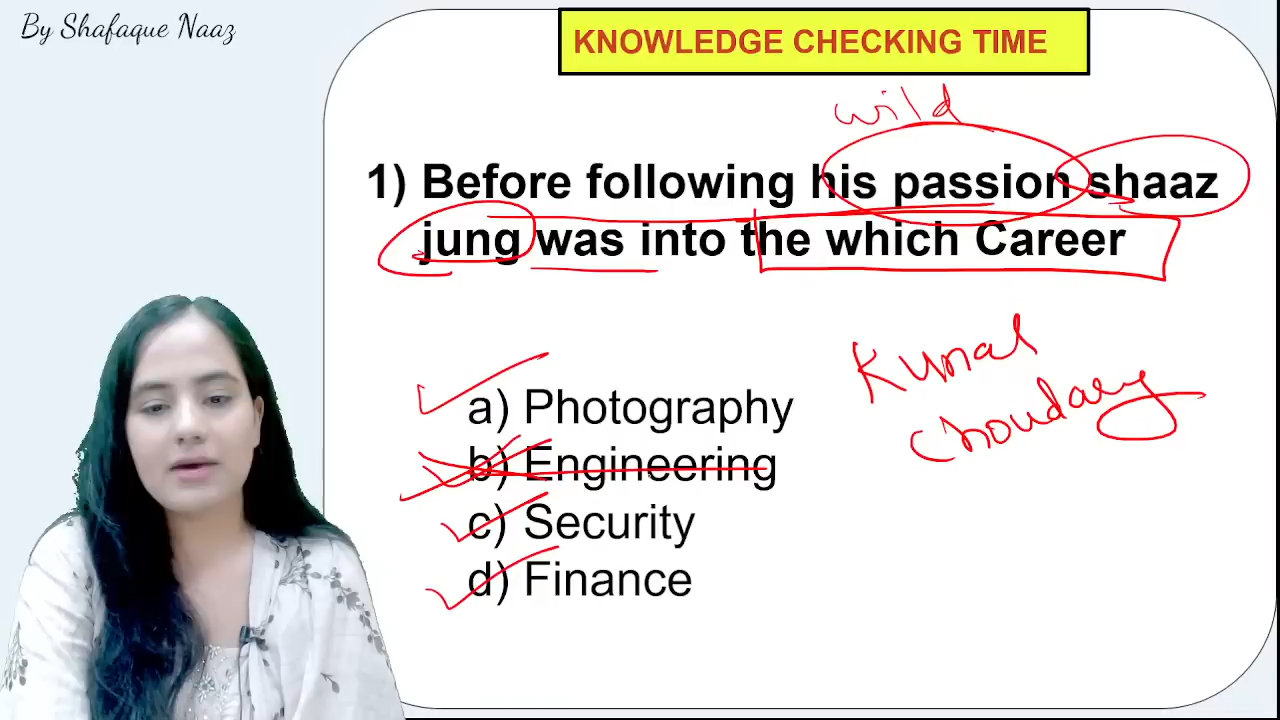 By Shafaque Naaz
KNOWLEDGE CHECKING TIME
wild
1) Before following his passion shaaz
jung was into the which Career
Kunal
Choudary
a) Photography
b) Engineering
c) Security
d) Finance